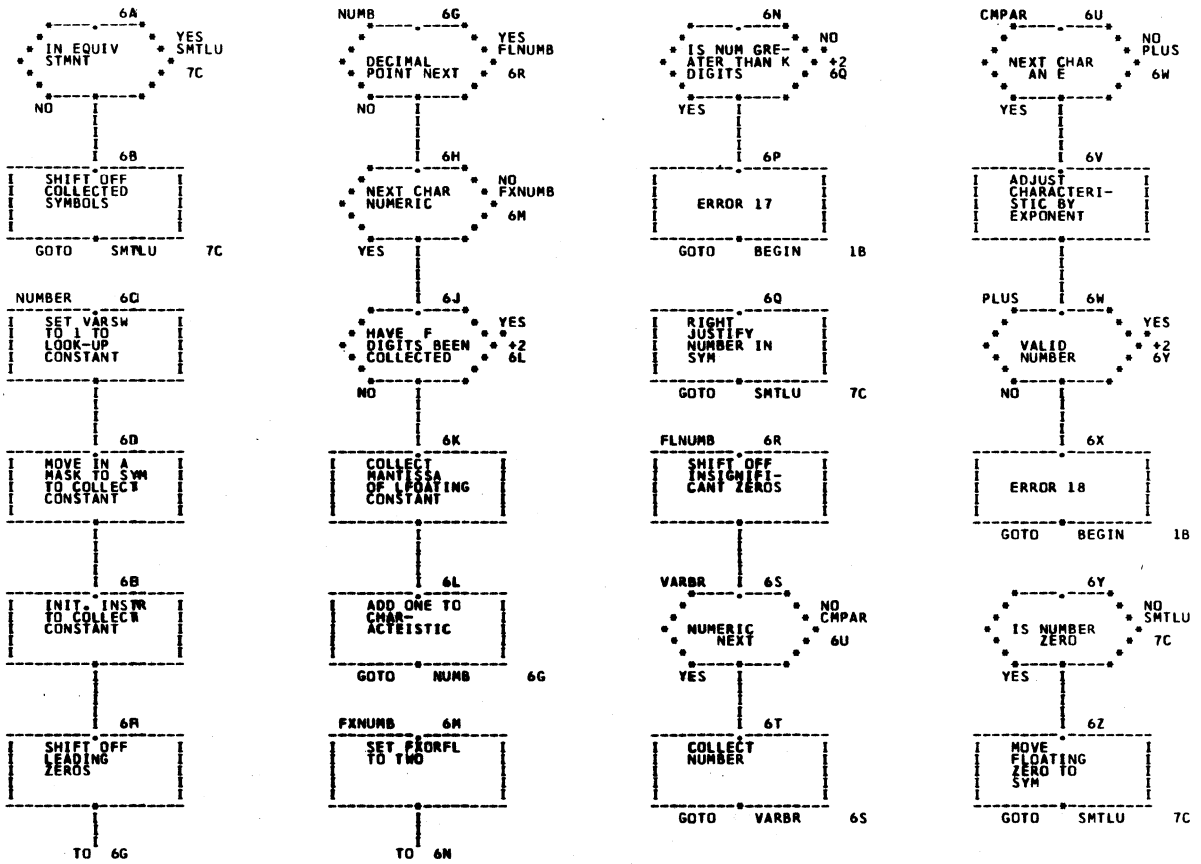 6A
IN EQUIV
STMNT
YES
SMTLU
7C
NO
6B
SHIFT OFF
COLLECTED
SYMBOLS
GOTO SMTLU 7C
NUMBER 6C
SET VARSW
TO 1 TO
LOOK-UP
CONSTANT
6D
MOVE IN A
MASK TO SYM
TO COLLECT
CONSTANT
6B
INIT. INSTR
TO COLLECT
CONSTANT
6R
SHIFT OFF
LEADING
ZEROS
TO 6G
NUMB 6G
DECIMAL
POINT NEXT
YES
FLNUMB
6R
NO
6H
NEXT CHAR
NUMERIC
NO
FXNUMB
6M
YES
6J
HAVE F
DIGITS BEEN
COLLECTED
YES
+2
6L
NO
6K
COLLECT
MANTISSA
OF LFOATING
CONSTANT
6L
ADD ONE TO
CHAR-
ACTEISTIC
GOTO NUMB 6G
FXNUMB 6M
SET FXORFL
TO TWO
TO 6N
6N
IS NUM GRE-
ATER THAN K
DIGITS
NO
+2
6Q
YES
6P
ERROR 17
GOTO BEGIN 1B
6Q
RIGHT
JUSTIFY
NUMBER IN
SYM
GOTO SMTLU 7C
FLNUMB 6R
SHIFT OFF
INSIGNIFI-
CANT ZEROS
VARBR 6S
NUMERIC
NEXT
NO
CMPAR
6U
YES
6T
COLLECT
NUMBER
GOTO VARBR 6S
CMPAR 6U
NEXT CHAR
AN E
NO
PLUS
6W
YES
6V
ADJUST
CHARACTERI-
STIC BY
EXPONENT
PLUS 6W
VALID
NUMBER
YES
+2
6Y
NO
6X
ERROR 18
GOTO BEGIN 1B
6Y
IS NUMBER
ZERO
NO
SMTLU
7C
YES
6Z
MOVE
FLOATING
ZERO TO
SYM
GOTO SMTLU 7C